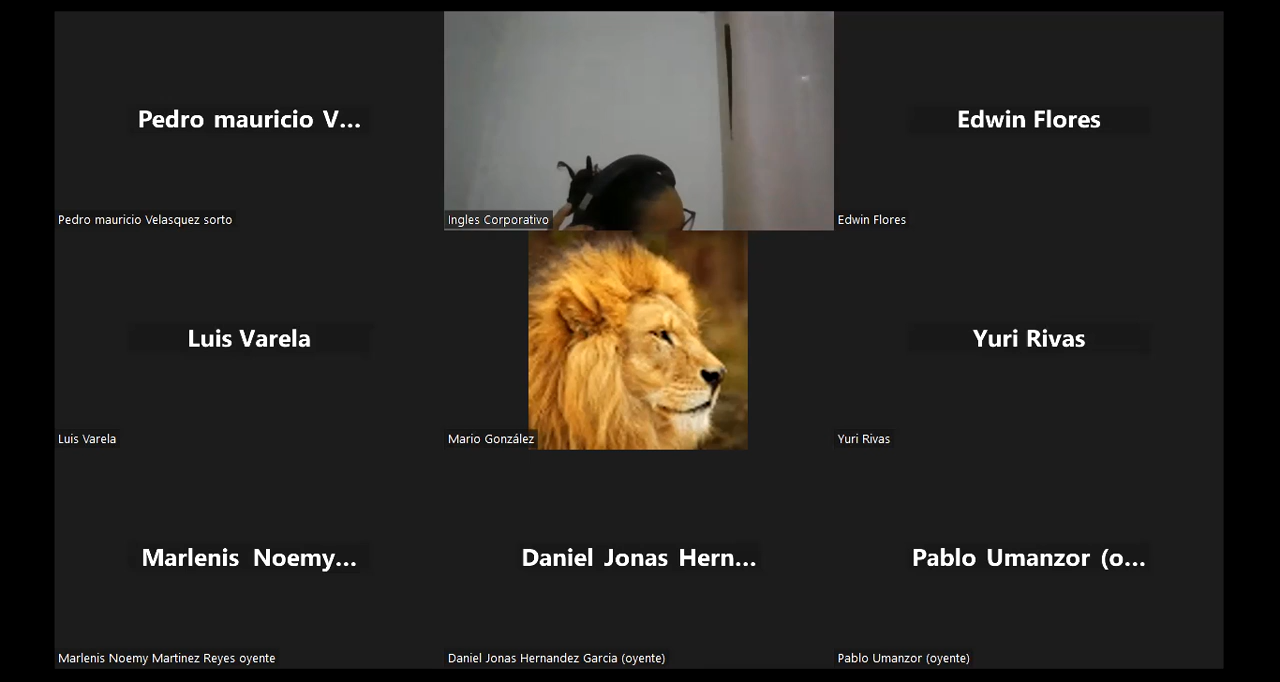 Pedro mauricio V...
Pedro mauricio Velasquez sorto
Ingles Corporativo
Edwin Flores
Edwin Flores
Luis Varela
Luis Varela
Mario González
Yuri Rivas
Yuri Rivas
Marlenis Noemy...
Marlenis Noemy Martinez Reyes oyente
Daniel Jonas Hern...
Daniel Jonas Hernandez Garcia (oyente)
Pablo Umanzor (o...
Pablo Umanzor (oyente)